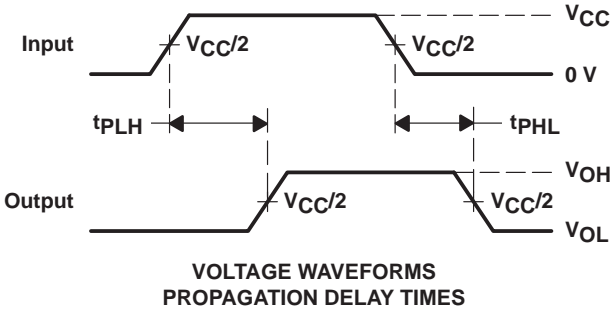 VCC
Input
VCC/2
VCC/2
0 V
tPLH
tPHL
VOH
Output
VCC/2
VCC/2
VOL
VOLTAGE WAVEFORMS
PROPAGATION DELAY TIMES